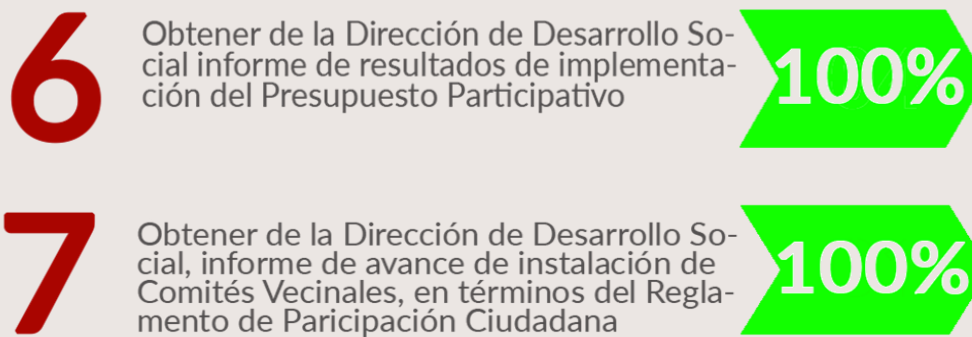 6
Obtener de la Dirección de Desarrollo So-
cial informe de resultados de implementa-
ción del Presupuesto Participativo
100%
7
Obtener de la Dirección de Desarrollo So-
cial, informe de avance de instalación de
Comités Vecinales, en términos del Regla-
mento de Paricipación Ciudadana
100%